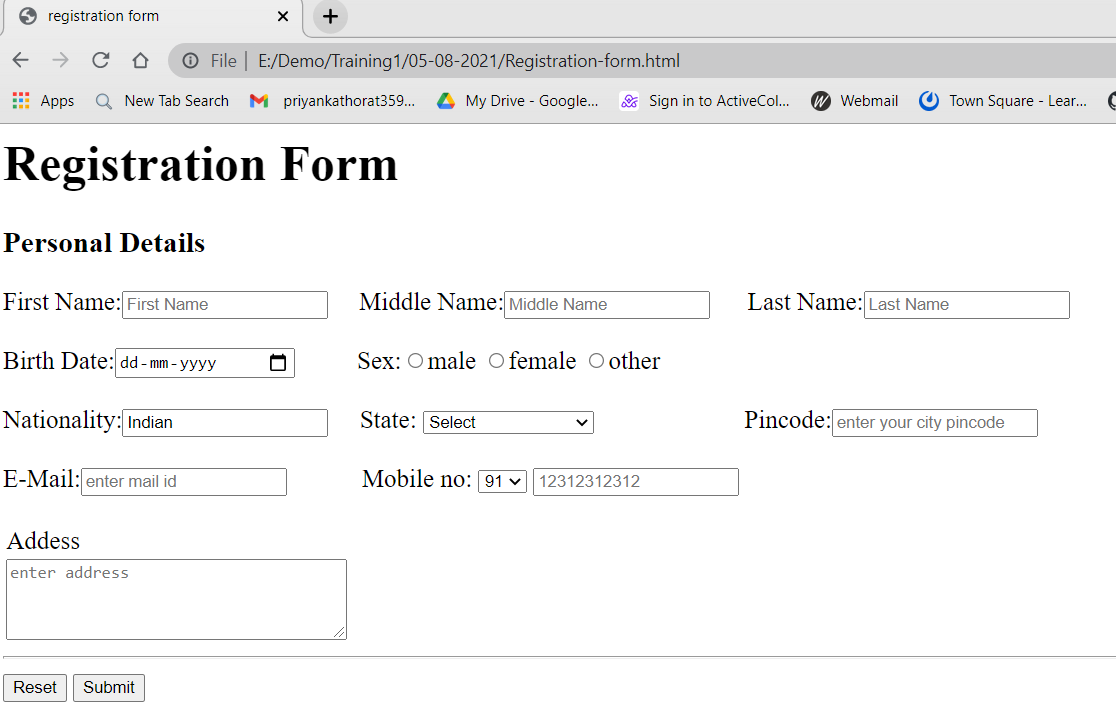 registration form
File | E:/Demo/Training1/05-08-2021/Registration-form.html
Apps New Tab Search priyankathorat359... My Drive - Google... Sign in to ActiveCol... Webmail Town Square - Lear...
Registration Form
Personal Details
First Name: First Name Middle Name: Middle Name Last Name: Last Name
Birth Date: dd-mm-yyyy Sex: male female other
Nationality: Indian State: Select Pincode: enter your city pincode
E-Mail: enter mail id Mobile no: 91 12312312312
Addess
enter address
Reset Submit